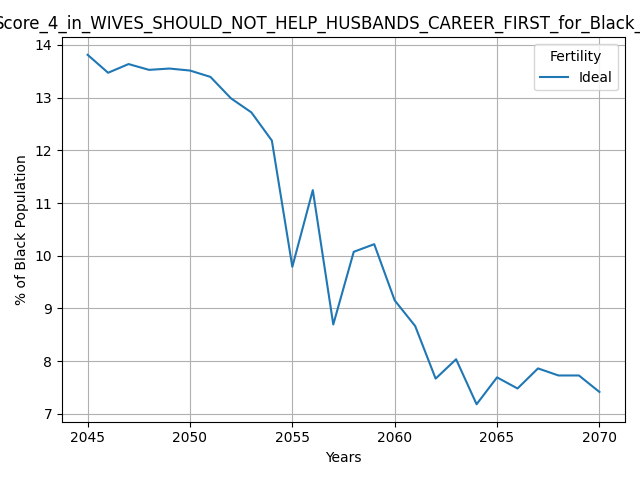 Score_4_in_WIVES_SHOULD_NOT_HELP_HUSBANDS_CAREER_FIRST_for_Black_
14
13
12
11
10
9
8
7
% of Black Population
Fertility
Ideal
2045
2050
2055
2060
2065
2070
Years